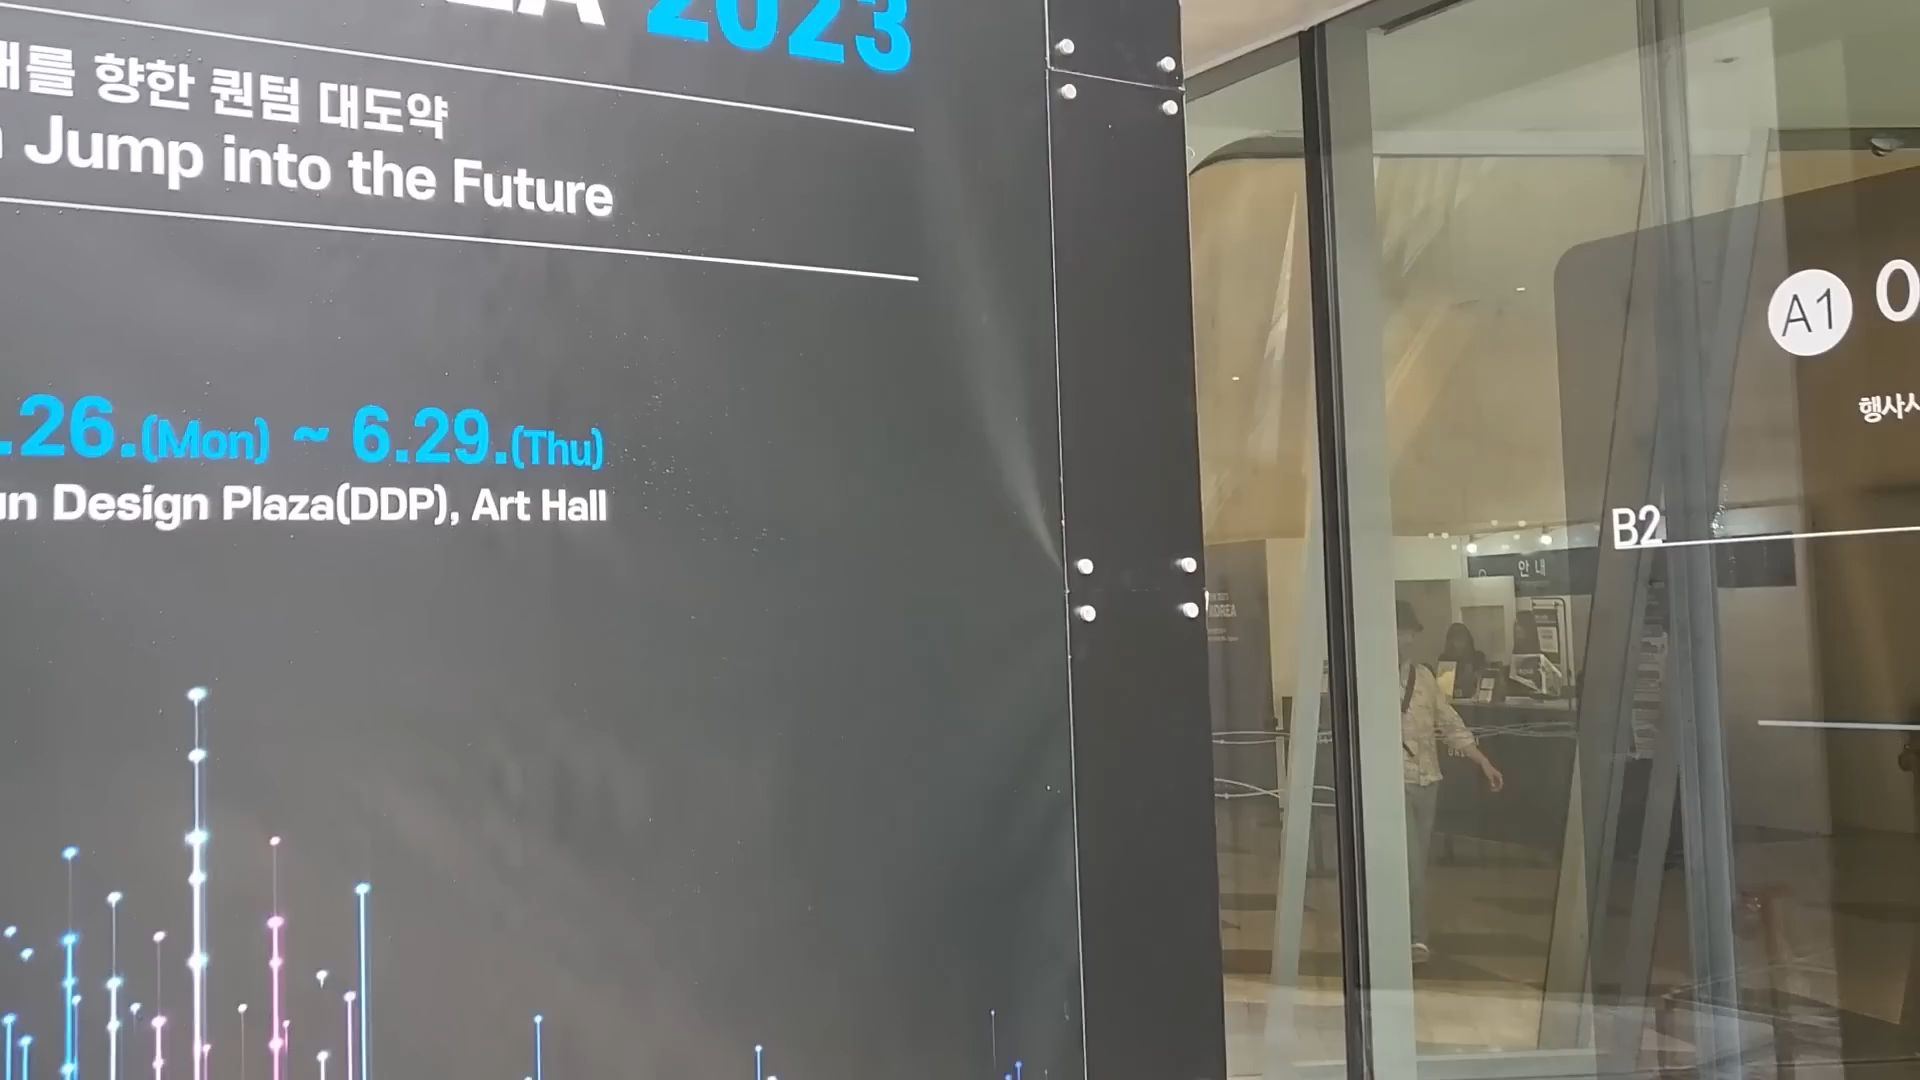 2023
를 향한 퀀텀 대도약
Jump into the Future
.26.(Mon) ~ 6.29.(Thu)
Design Plaza(DDP), Art Hall
A1
B2
안내
KOREA